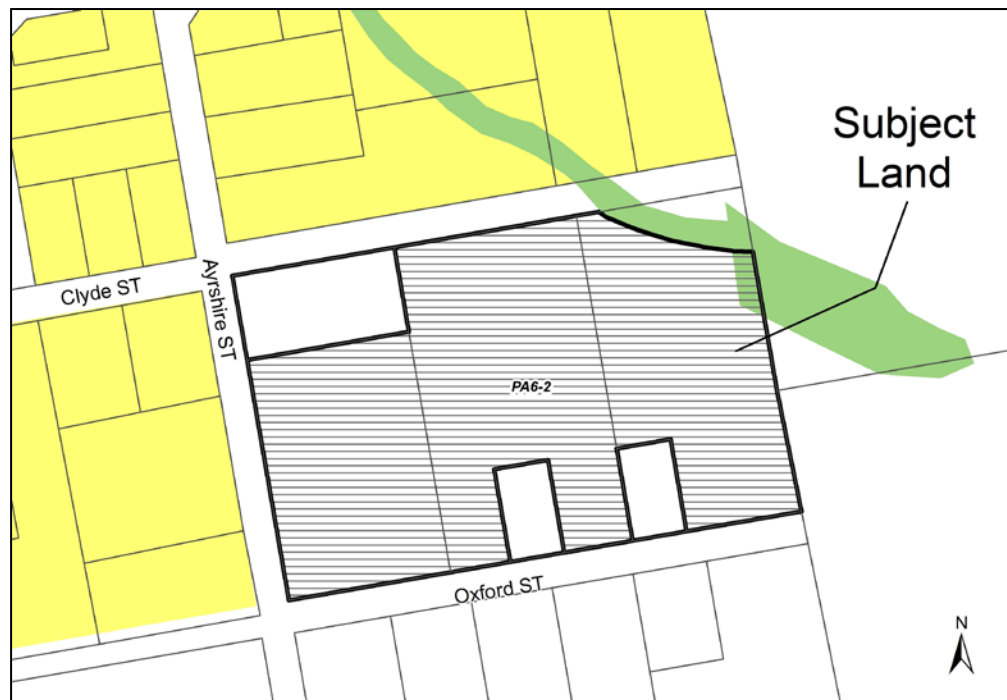 Subject
Land
Clyde ST
Ayrshire ST
PA6-2
Oxford ST
N